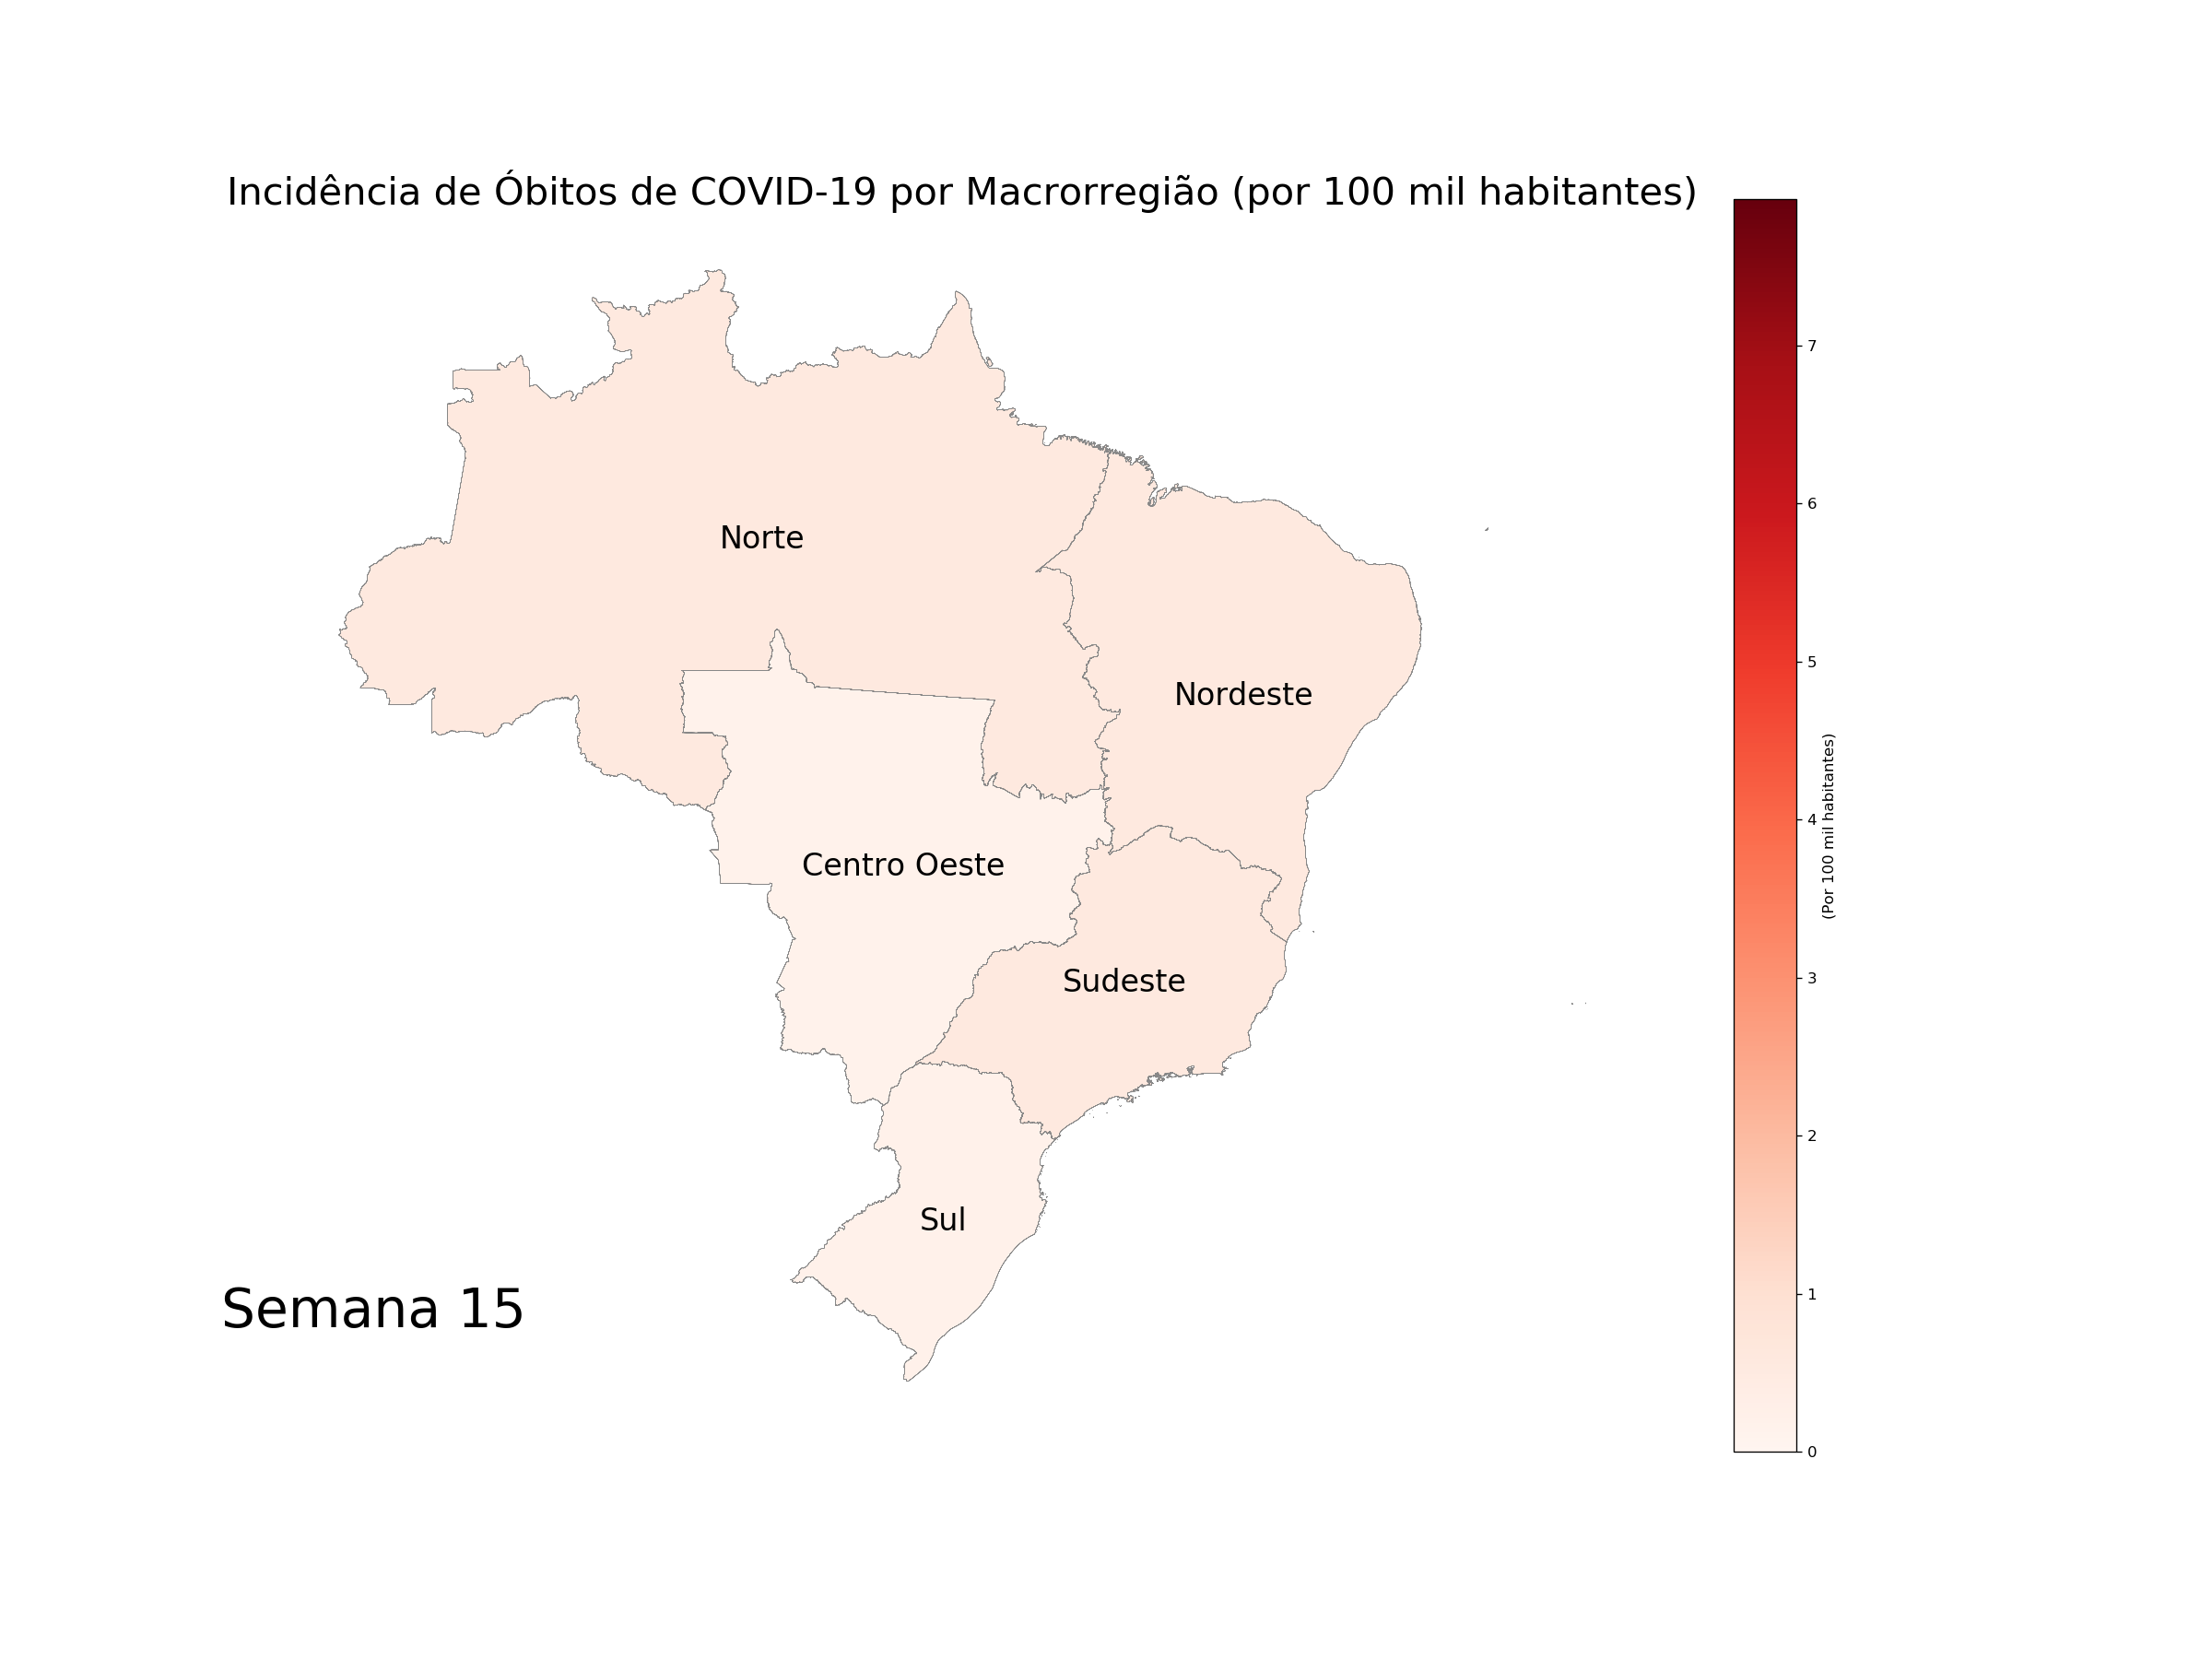 Incidência de Óbitos de COVID-19 por Macrorregião (por 100 mil habitantes)
Norte
Nordeste
Centro Oeste
Sudeste
Sul
Semana 15
7
6
5
4
3
2
1
0
(Por 100 mil habitantes)